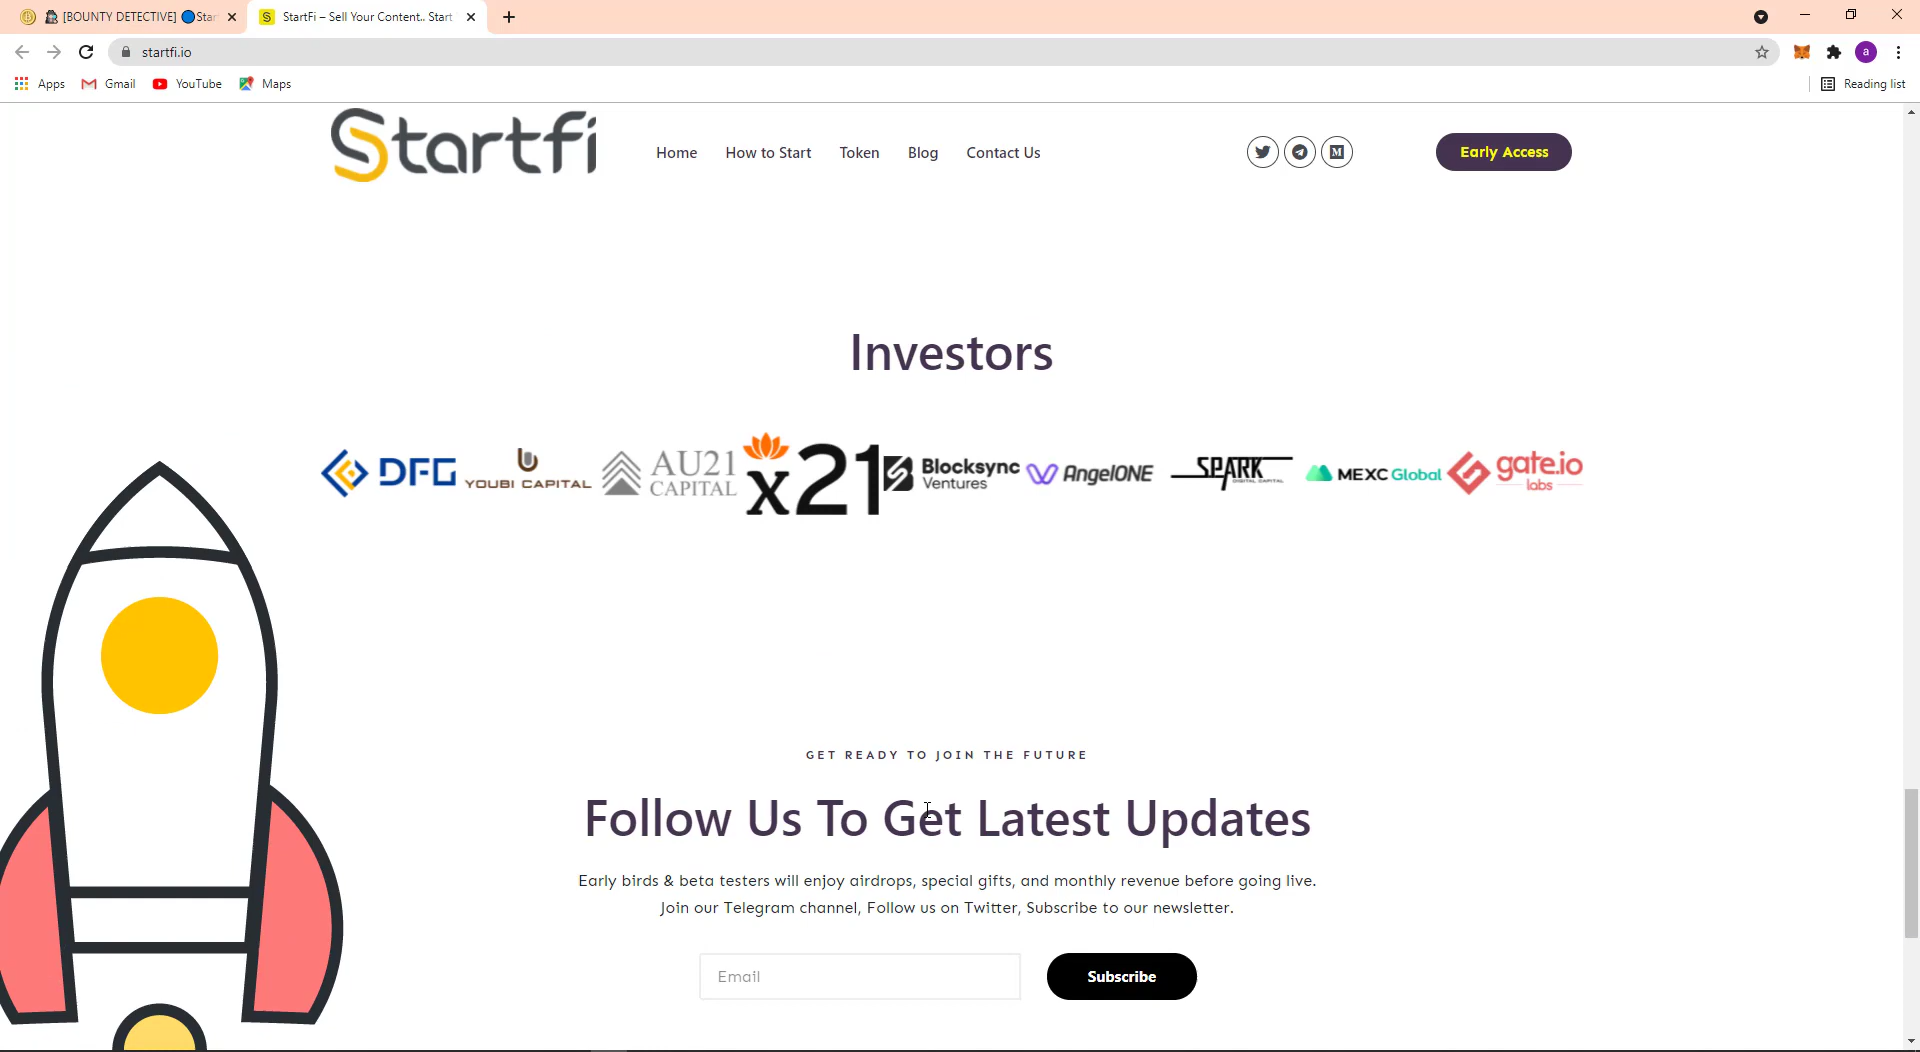 [BOUNTY DETECTIVE] 🔵Star
StartFi – Sell Your Content.. Start
startfi.io
a
Apps
Gmail
YouTube
Maps
Reading list
Startfi
Home
How to Start
Token
Blog
Contact Us
Early Access
Investors
DFG
YOUBI CAPITAL
AU21
CAPITAL
x21
Blocksync
Ventures
AngelONE
SPARK
DIGITAL CAPITAL
MEXC Global
gate.io
labs
GET READY TO JOIN THE FUTURE
Follow Us To Get Latest Updates
Early birds & beta testers will enjoy airdrops, special gifts, and monthly revenue before going live.
Join our Telegram channel, Follow us on Twitter, Subscribe to our newsletter.
Email
Subscribe